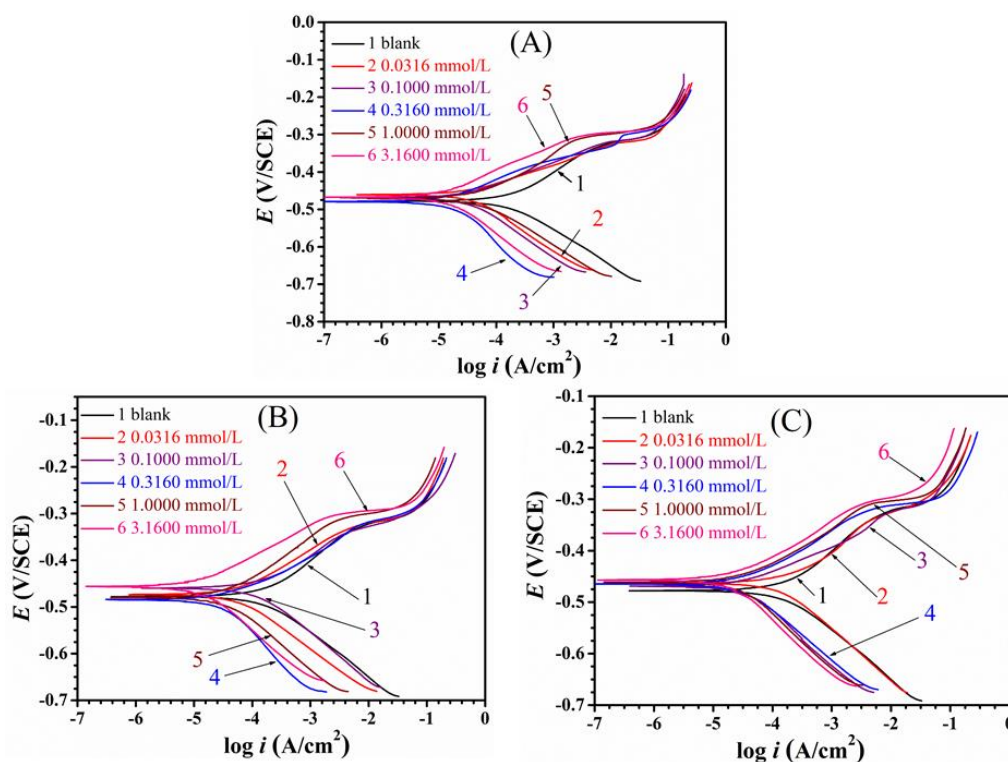 (A)
1 blank
2 0.0316 mmol/L
3 0.1000 mmol/L
4 0.3160 mmol/L
5 1.0000 mmol/L
6 3.1600 mmol/L
0.0
-0.1
-0.2
-0.3
-0.4
-0.5
-0.6
-0.7
-0.8
E (V/SCE)
6
5
1
2
4
3
-7
-6
-5
-4
-3
-2
-1
0
log i (A/cm²)
(B)
1 blank
2 0.0316 mmol/L
3 0.1000 mmol/L
4 0.3160 mmol/L
5 1.0000 mmol/L
6 3.1600 mmol/L
-0.1
-0.2
-0.3
-0.4
-0.5
-0.6
-0.7
E (V/SCE)
2
6
1
3
5
4
-7
-6
-5
-4
-3
-2
-1
0
log i (A/cm²)
(C)
1 blank
2 0.0316 mmol/L
3 0.1000 mmol/L
4 0.3160 mmol/L
5 1.0000 mmol/L
6 3.1600 mmol/L
-0.1
-0.2
-0.3
-0.4
-0.5
-0.6
-0.7
E (V/SCE)
6
3
5
1
2
4
-7
-6
-5
-4
-3
-2
-1
0
log i (A/cm²)